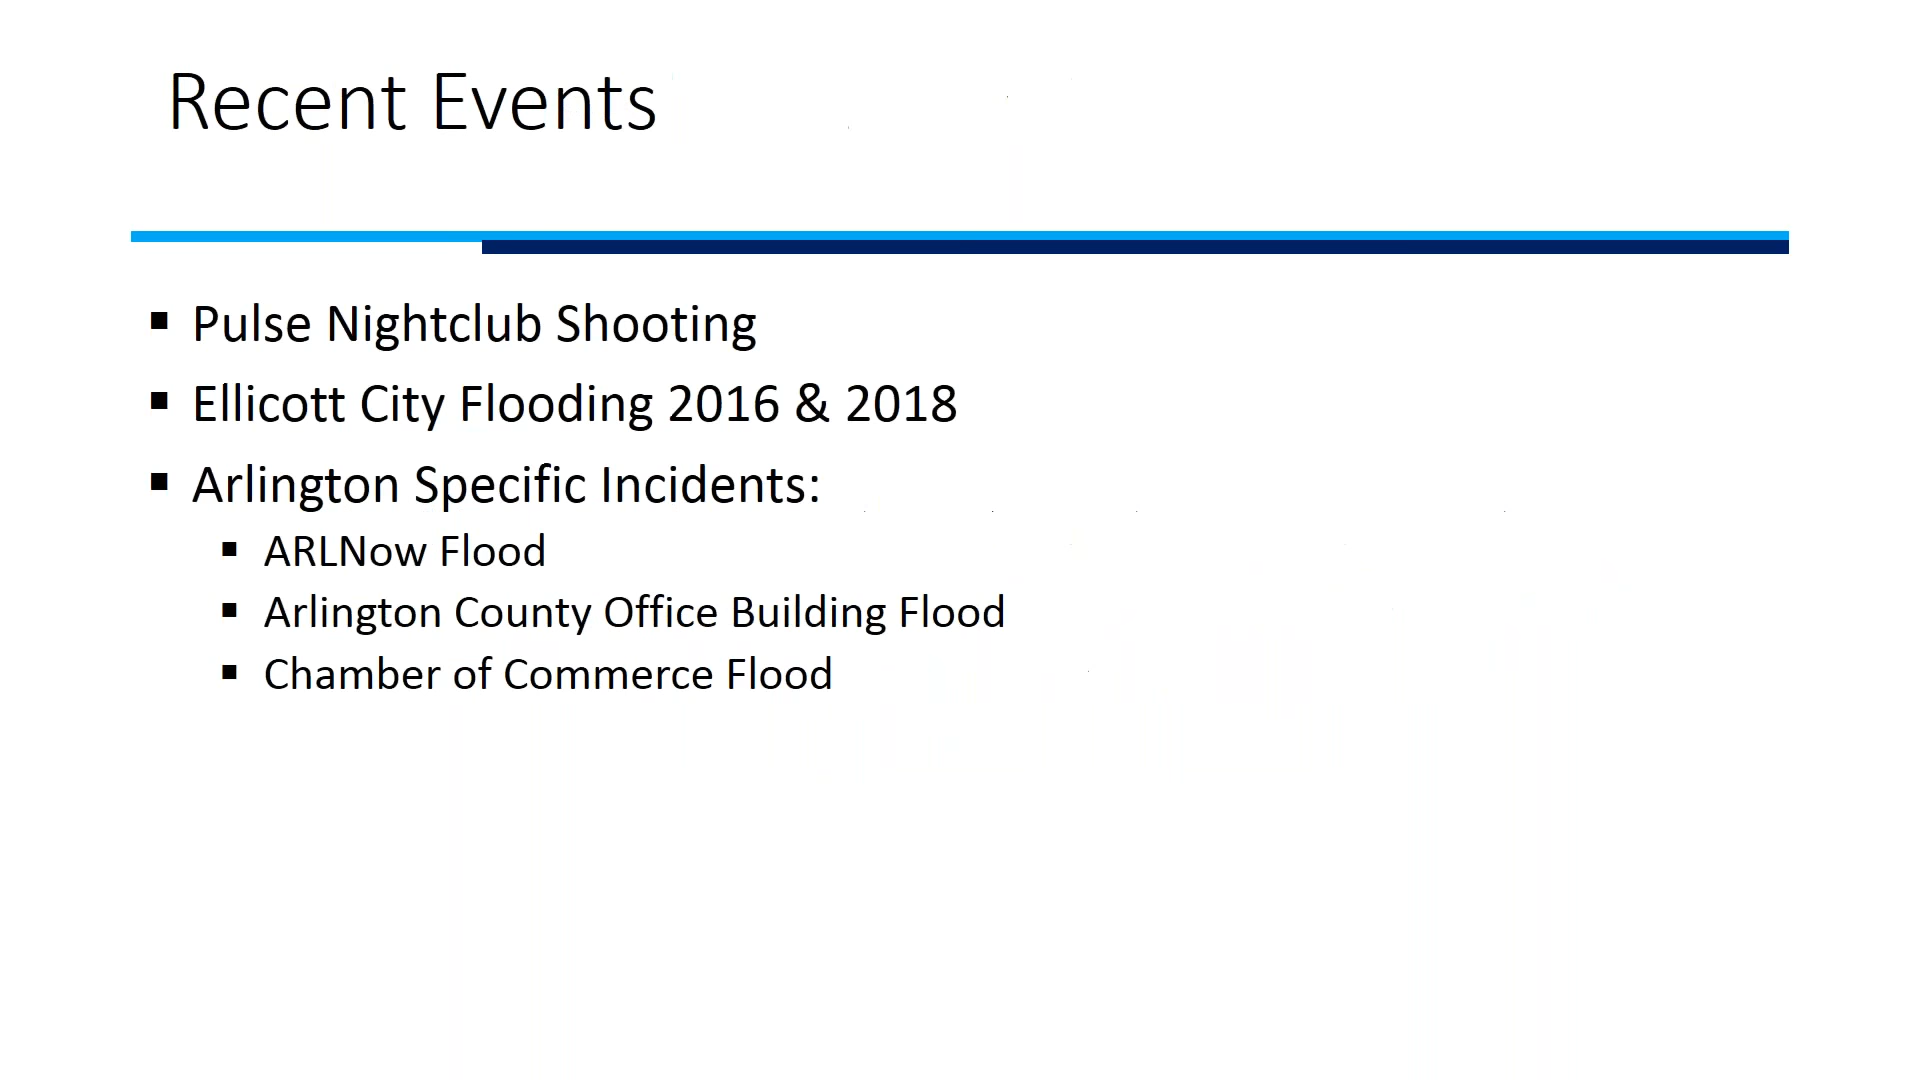 Recent Events
▪ Pulse Nightclub Shooting
▪ Ellicott City Flooding 2016 & 2018
▪ Arlington Specific Incidents:
▪ ARLNow Flood
▪ Arlington County Office Building Flood
▪ Chamber of Commerce Flood